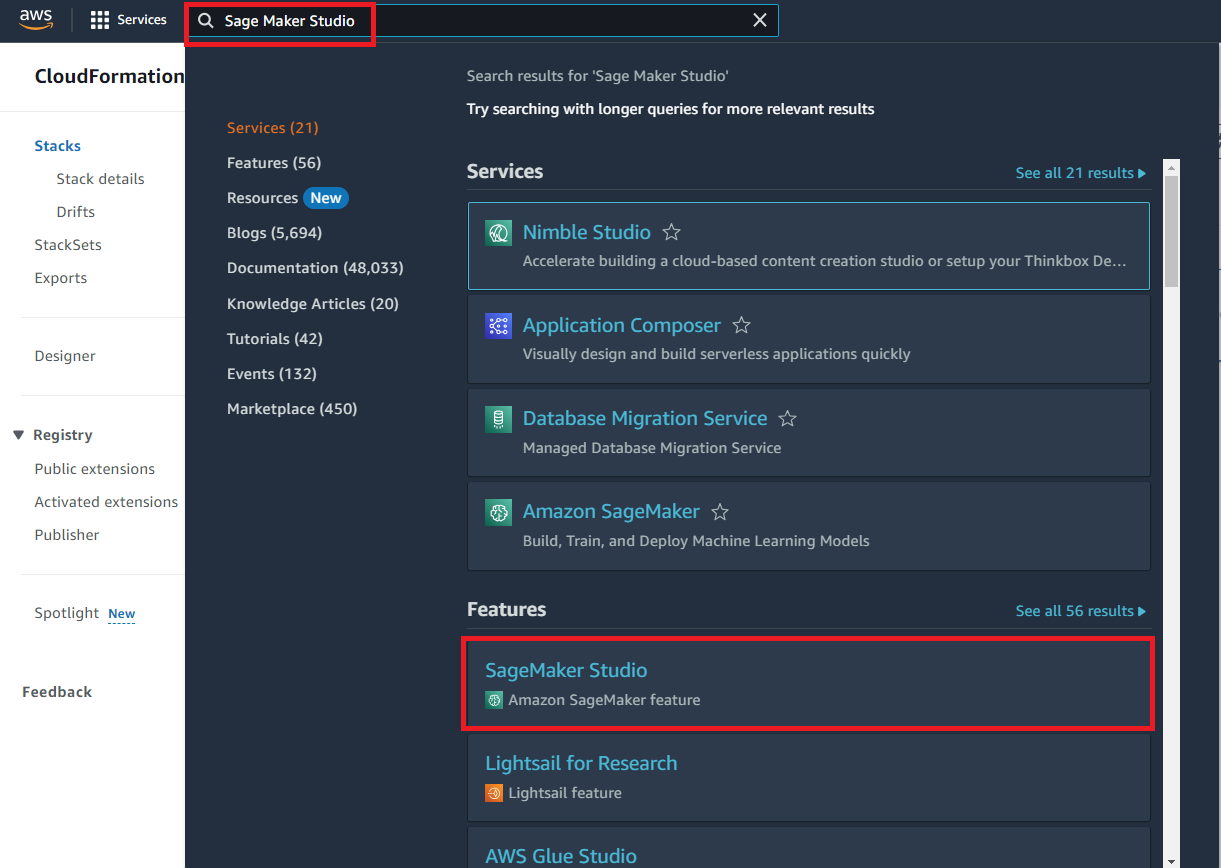 aws
Services
Sage Maker Studio
CloudFormation
Stacks
Stack details
Drifts
StackSets
Exports
Designer
Registry
Public extensions
Activated extensions
Publisher
Spotlight New
Feedback
Services (21)
Features (56)
Resources New
Blogs (5,694)
Documentation (48,033)
Knowledge Articles (20)
Tutorials (42)
Events (132)
Marketplace (450)
Search results for 'Sage Maker Studio'
Try searching with longer queries for more relevant results
Services See all 21 results
Nimble Studio
Accelerate building a cloud-based content creation studio or setup your Thinkbox De...
Application Composer
Visually design and build serverless applications quickly
Database Migration Service
Managed Database Migration Service
Amazon SageMaker
Build, Train, and Deploy Machine Learning Models
Features See all 56 results
SageMaker Studio
Amazon SageMaker feature
Lightsail for Research
Lightsail feature
AWS Glue Studio